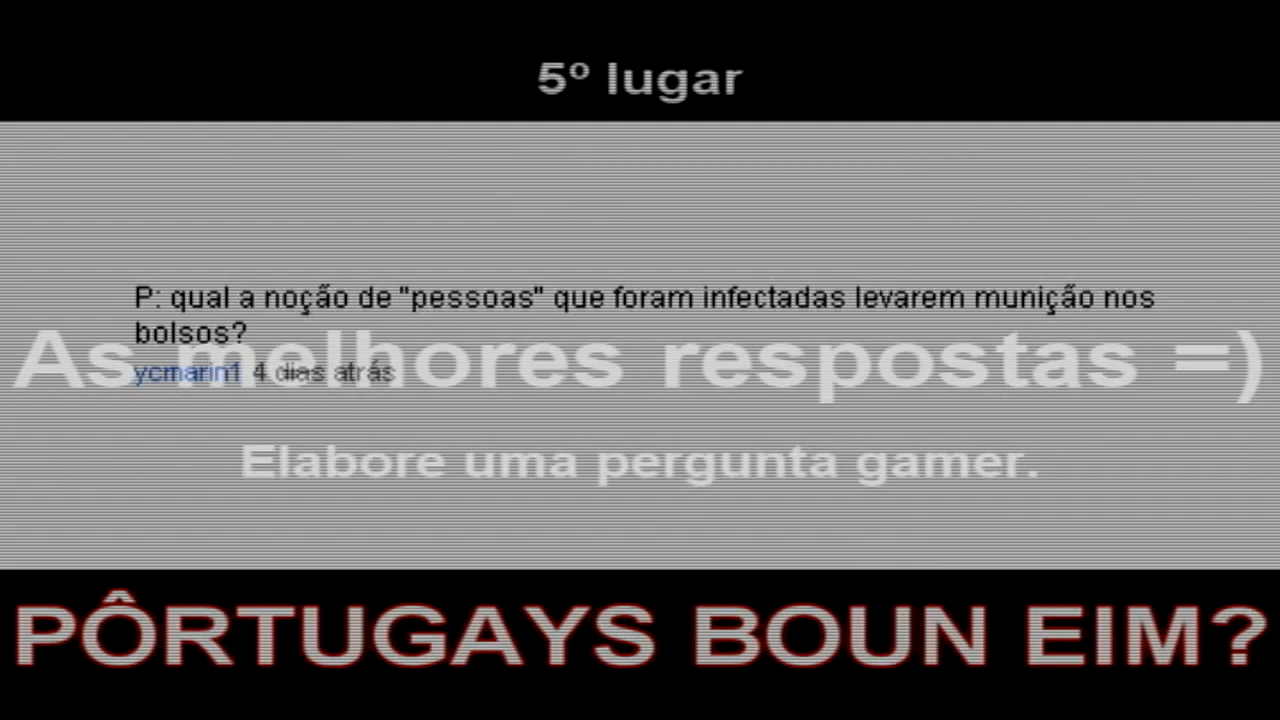 5º lugar
P: qual a noção de "pessoas" que foram infectadas levarem munição nos
bolsos?
As melhores respostas =)
ycmarin1 4 dias atrás
Elabore uma pergunta gamer.
PÔRTUGAYS BOUN EIM?